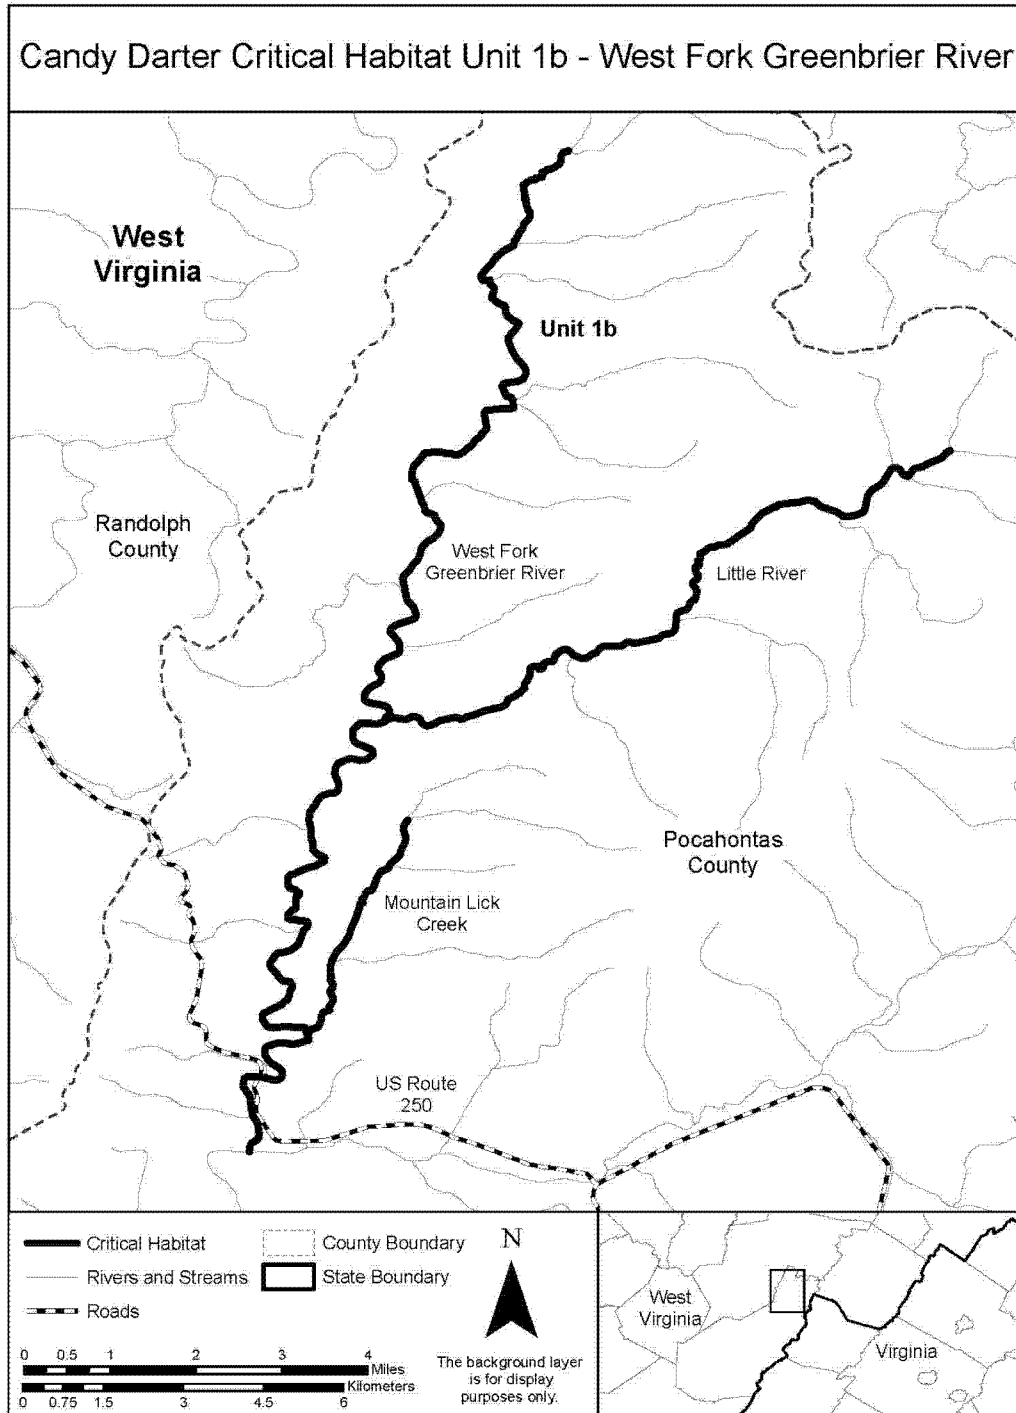 Candy Darter Critical Habitat Unit 1b - West Fork Greenbrier River
West
Virginia
Unit 1b
Randolph
County
West Fork
Greenbrier River
Little River
Pocahontas
County
Mountain Lick
Creek
US Route
250
Critical Habitat
Rivers and Streams
Roads
County Boundary
State Boundary
N
0 0.5 1 2 3 4
Miles
Kilometers
0 0.75 1.5 3 4.5 6
The background layer
is for display
purposes only.
West
Virginia
Virginia